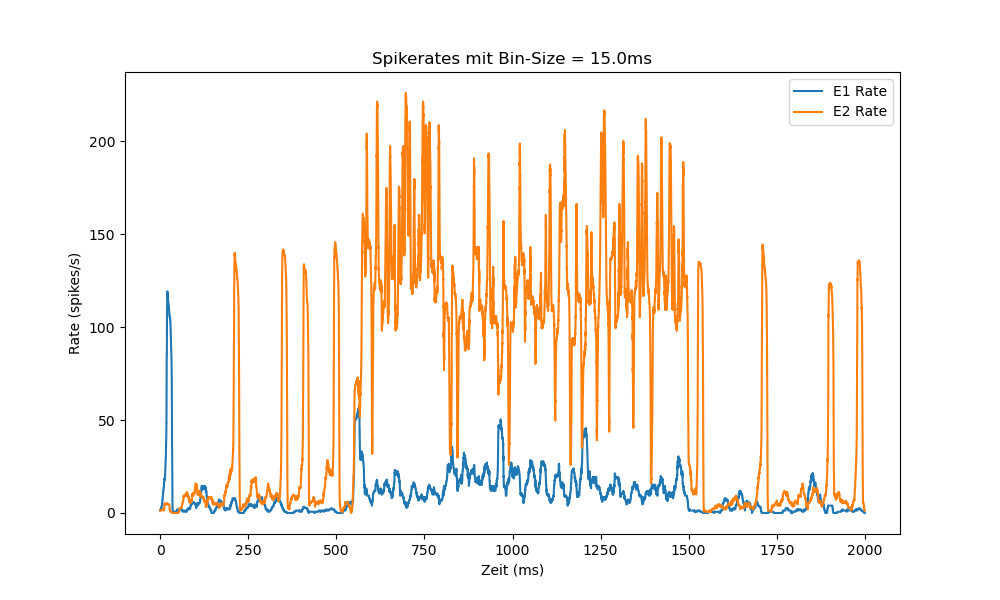 Spikerates mit Bin-Size = 15.0ms
E1 Rate
E2 Rate
Rate (spikes/s)
200
150
100
50
0
0 250 500 750 1000 1250 1500 1750 2000
Zeit (ms)